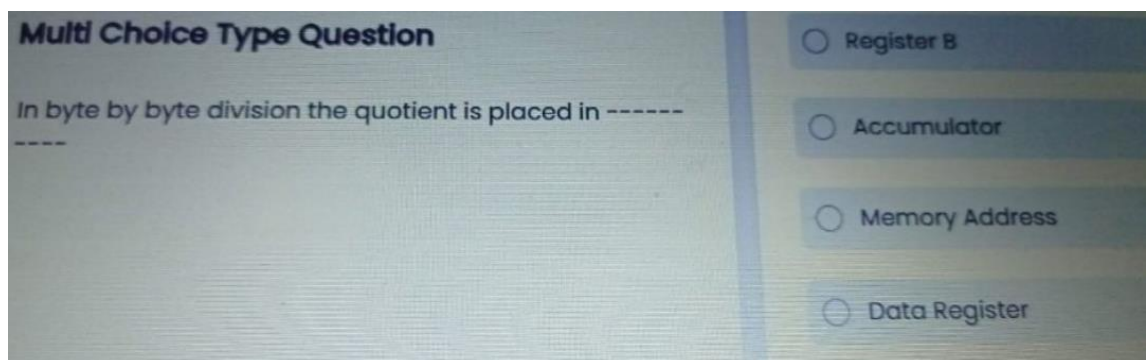 Multi Choice Type Question
In byte by byte division the quotient is placed in ------
----
Register B
Accumulator
Memory Address
Data Register